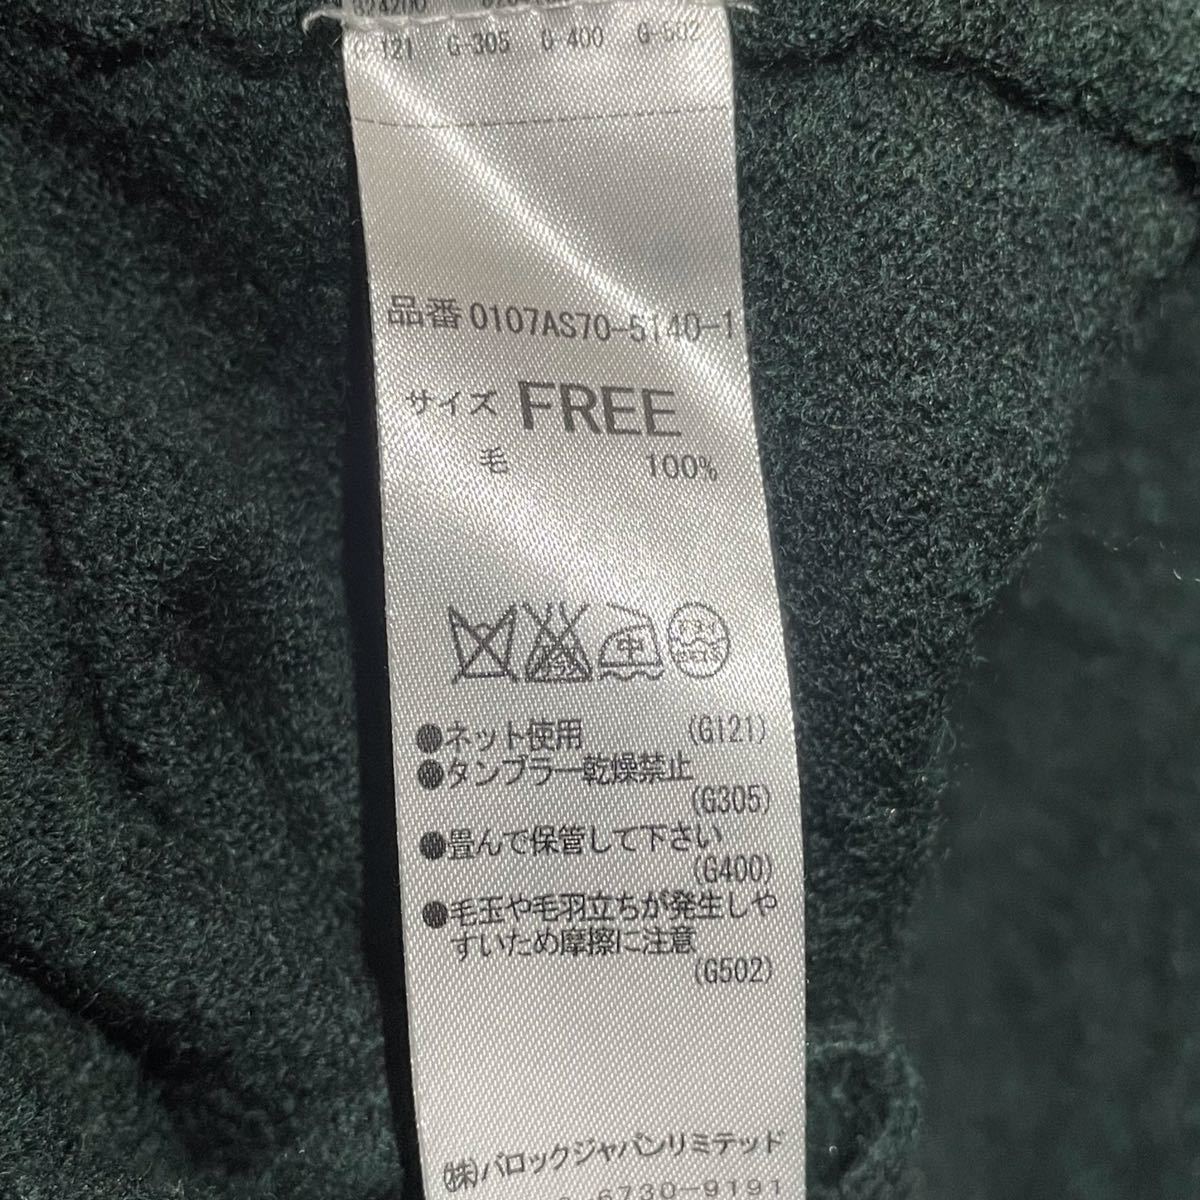 G-121 G-305 G-400 G-502
品番 0107AS70-5140-1
サイズ FREE
毛 100%
中
●ネット使用 (G121)
●タンブラー乾燥禁止
(G305)
●畳んで保管して下さい
(G400)
●毛玉や毛羽立ちが発生しや
すいため摩擦に注意
(G502)
(株)バロックジャパンリミテッド
6730-9191